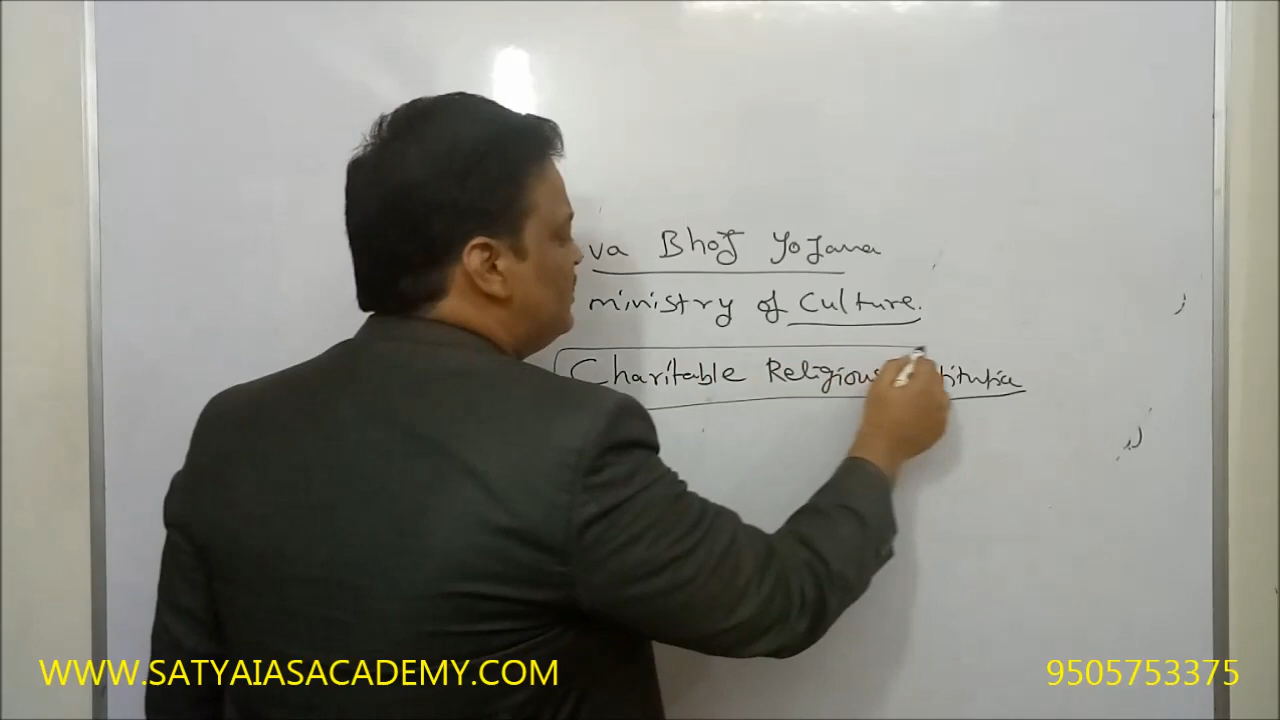 va Bhoj Yojana
ministry of Culture.
Charitable Religious
WWW.SATYAIASACADEMY.COM
9505753375